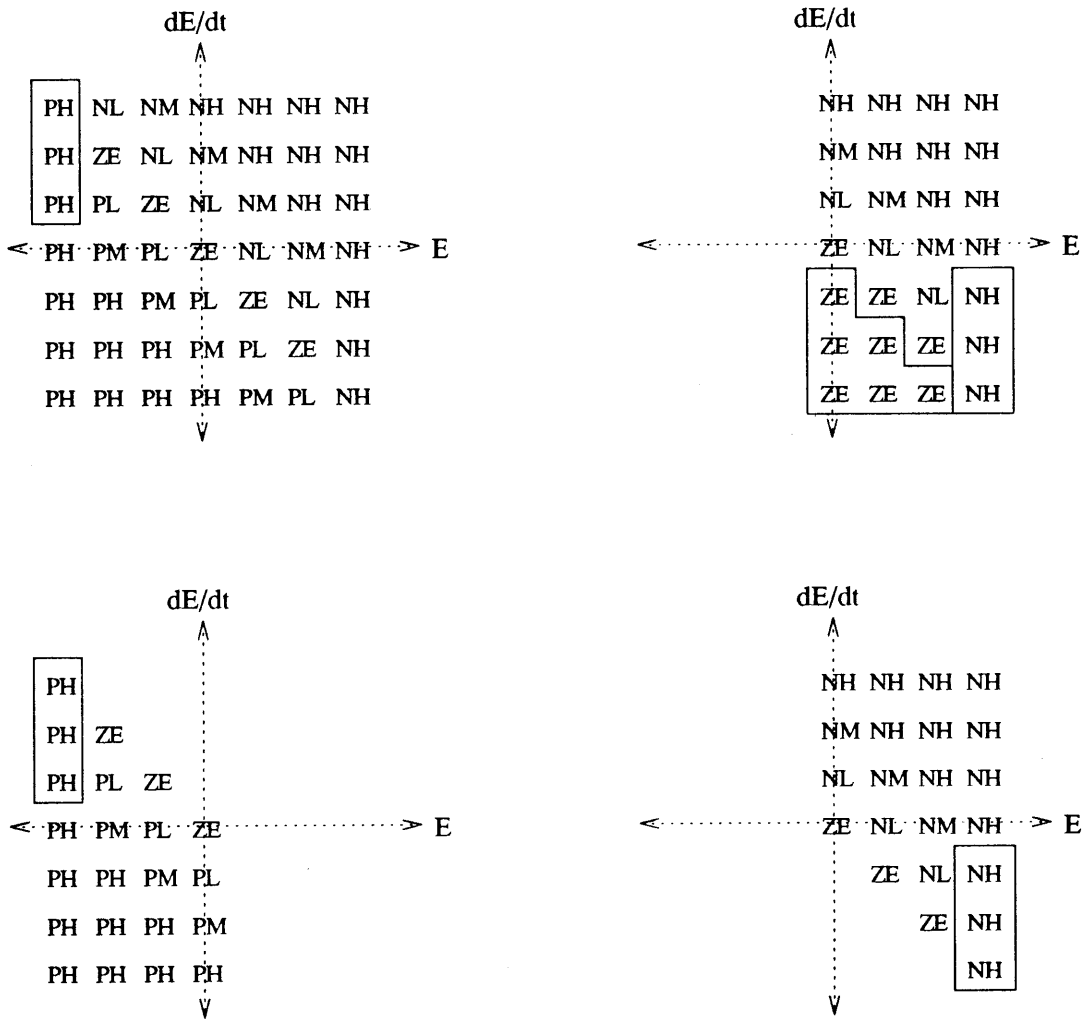 dE/dt
PH NL NM NH NH NH NH
PH ZE NL NM NH NH NH
PH PL ZE NL NM NH NH
PH PM PL ZE NL NM NH E
PH PH PM PL ZE NL NH
PH PH PH PM PL ZE NH
PH PH PH PH PM PL NH
dE/dt
NH NH NH NH
NM NH NH NH
NL NM NH NH
ZE NL NM NH E
ZE ZE NL NH
ZE ZE ZE NH
ZE ZE ZE NH
dE/dt
PH
PH ZE
PH PL ZE
PH PM PL ZE E
PH PH PM PL
PH PH PH PM
PH PH PH PH
dE/dt
NH NH NH NH
NM NH NH NH
NL NM NH NH
ZE NL NM NH E
ZE NL NH
ZE NH
NH